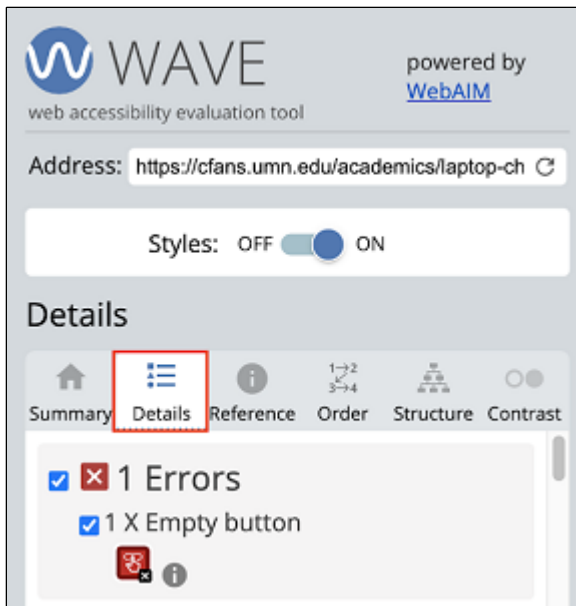 WAVE
powered by
WebAIM
web accessibility evaluation tool
Address: https://cfans.umn.edu/academics/laptop-ch
Styles: OFF ON
Details
1→2
3→4
Summary Details Reference Order Structure Contrast
1 Errors
1 X Empty button